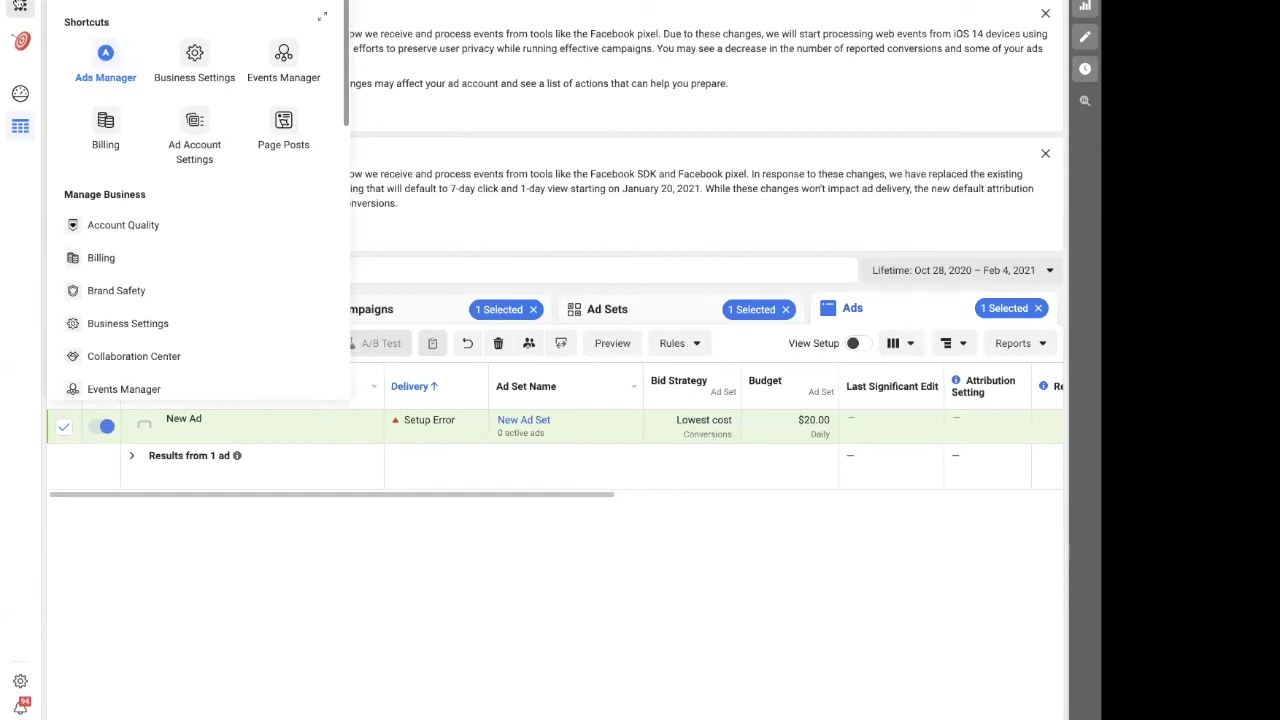 Shortcuts
Ads Manager
Business Settings
Events Manager
Billing
Ad Account
Settings
Page Posts
Manage Business
Account Quality
Billing
Brand Safety
Business Settings
Collaboration Center
Events Manager
we receive and process events from tools like the Facebook pixel. Due to these changes, we will start processing web events from iOS 14 devices using
efforts to preserve user privacy while running effective campaigns. You may see a decrease in the number of reported conversions and some of your ads
may affect your ad account and see a list of actions that can help you prepare.
we receive and process events from tools like the Facebook SDK and Facebook pixel. In response to these changes, we have replaced the existing
that will default to 7-day click and 1-day view starting on January 20, 2021. While these changes won't impact ad delivery, the new default attribution
Lifetime: Oct 28, 2020 – Feb 4, 2021
1 Selected
Ad Sets
1 Selected
Ads
1 Selected
A/B Test
Preview
Rules
View Setup
Reports
Delivery ↑
Ad Set Name
Bid Strategy
Ad Set
Budget
Ad Set
Last Significant Edit
Attribution
Setting
New Ad
Setup Error
New Ad Set
0 active ads
Lowest cost
Conversions
$20.00
Daily
—
—
Results from 1 ad
—
—
94